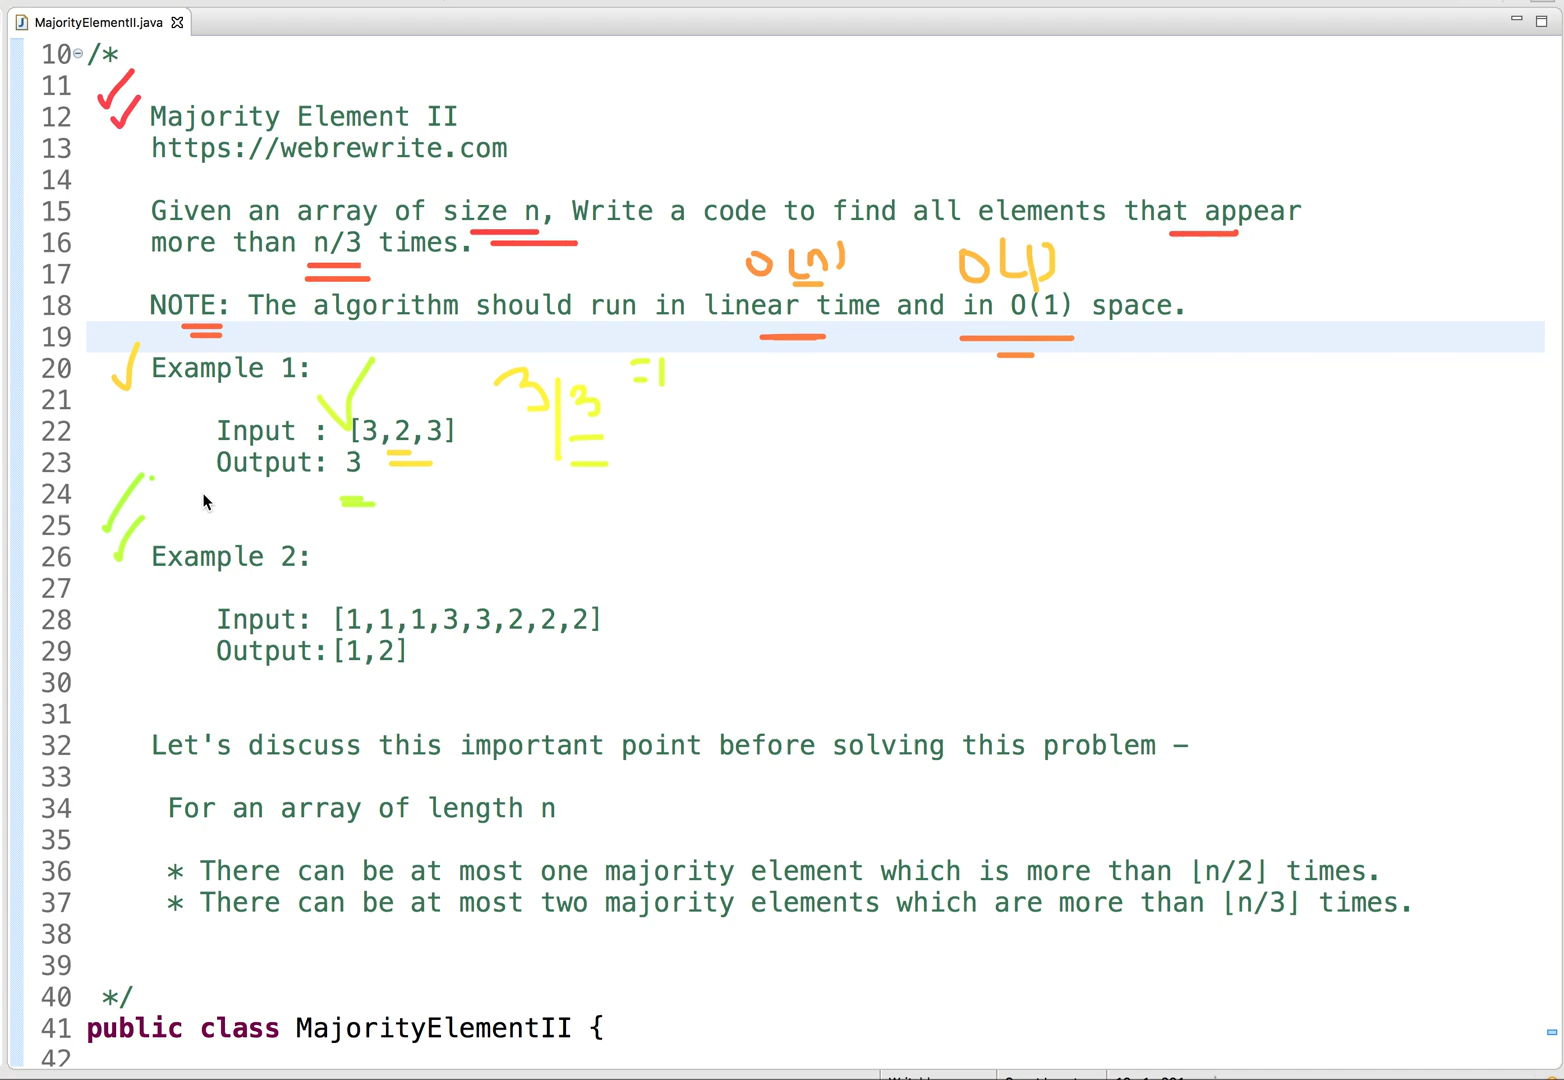 MajorityElementII.java
10 /*
11
12 Majority Element II
13 https://webrewrite.com
14
15 Given an array of size n, Write a code to find all elements that appear
16 more than n/3 times.
O(n) O(1)
17
18 NOTE: The algorithm should run in linear time and in O(1) space.
19
20 Example 1:
3/3 =1
21
22 Input : [3,2,3]
23 Output: 3
24
25
26 Example 2:
27
28 Input: [1,1,1,3,3,2,2,2]
29 Output:[1,2]
30
31
32 Let's discuss this important point before solving this problem –
33
34 For an array of length n
35
36 * There can be at most one majority element which is more than ⌊n/2⌋ times.
37 * There can be at most two majority elements which are more than ⌊n/3⌋ times.
38
39
40 */
41 public class MajorityElementII {
42